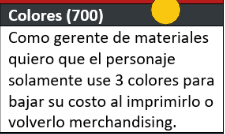 Colores (700)
Como gerente de materiales
quiero que el personaje
solamente use 3 colores para
bajar su costo al imprimirlo o
volverlo merchandising.